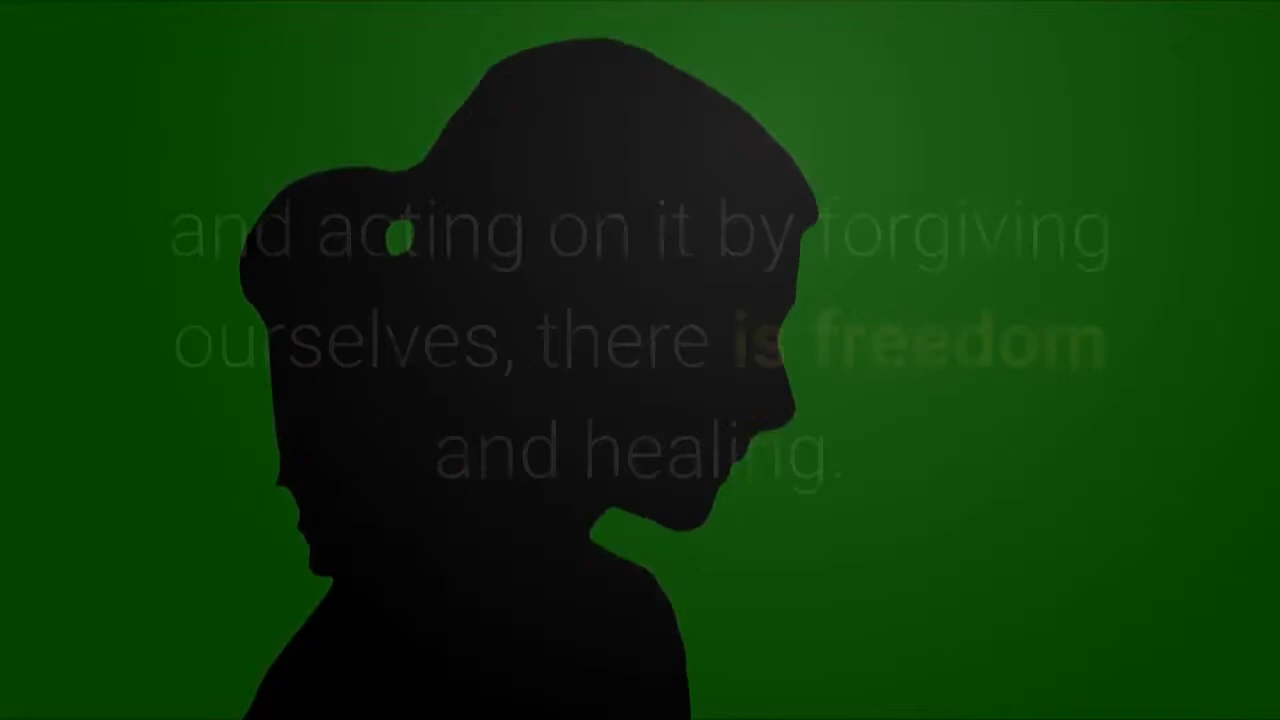 and acting on it by forgiving
ourselves, there is freedom
and healing.